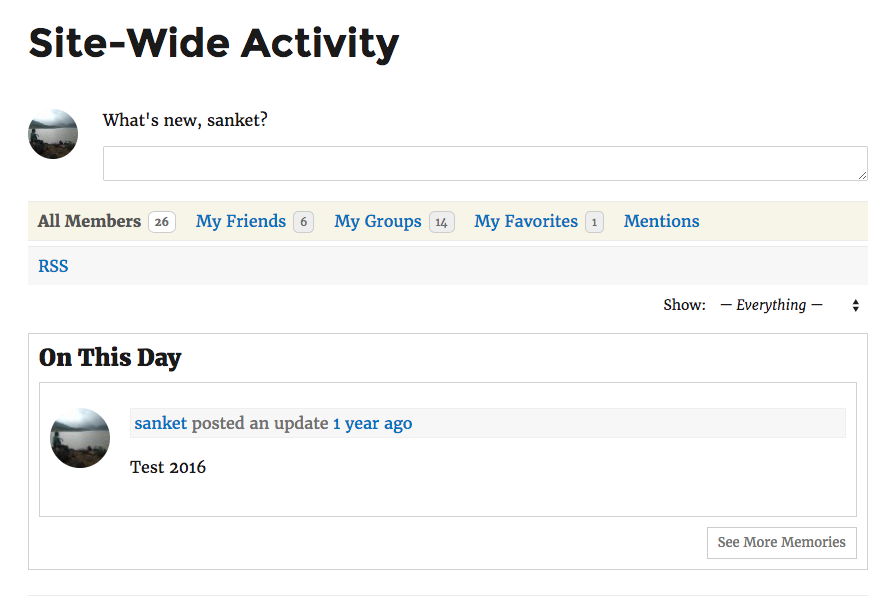 Site-Wide Activity
What's new, sanket?
All Members 26 My Friends 6 My Groups 14 My Favorites 1 Mentions
RSS
Show: — Everything —
On This Day
sanket posted an update 1 year ago
Test 2016
See More Memories